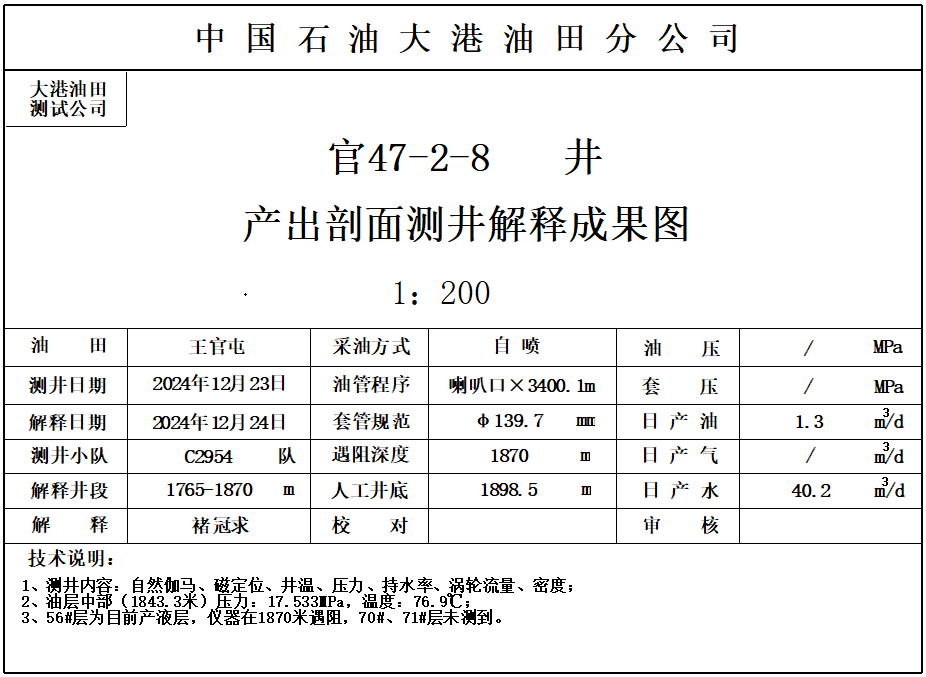 中国石油大港油田分公司
大港油田
测试公司
官47-2-8 井
产出剖面测井解释成果图
1：200
油 田 王官屯 采油方式 自 喷 油 压 / MPa
测井日期 2024年12月23日 油管程序 喇叭口×3400.1m 套 压 / MPa
解释日期 2024年12月24日 套管规范 φ139.7 mm 日 产 油 1.3 m³/d
测井小队 C2954 队 遇阻深度 1870 m 日 产 气 / m³/d
解释井段 1765-1870 m 人工井底 1898.5 m 日 产 水 40.2 m³/d
解 释 褚冠求 校 对 审 核
技术说明：
1、测井内容：自然伽马、磁定位、井温、压力、持水率、涡轮流量、密度；
2、油层中部（1843.3米）压力：17.533MPa，温度：76.9℃；
3、56#层为目前产液层，仪器在1870米遇阻，70#、71#层未测到。